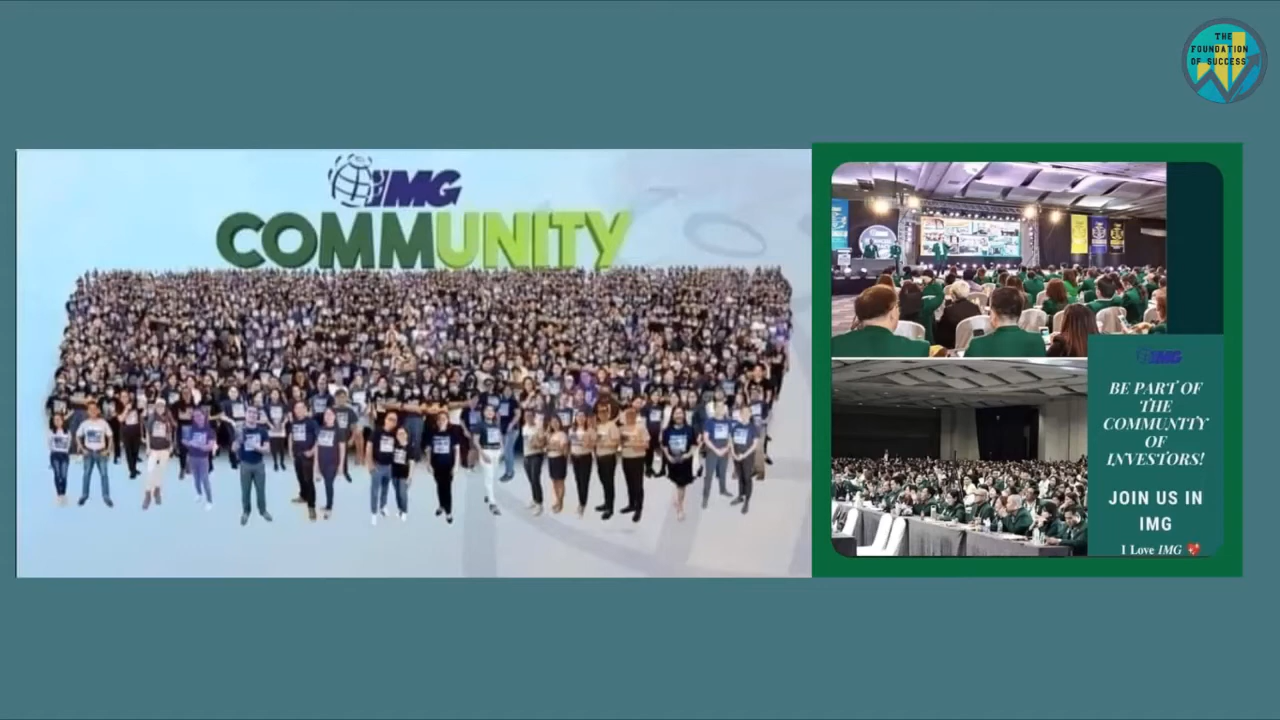 THE
FOUNDATION
OF SUCCESS
IMG
COMMUNITY
IMG
BE PART OF
THE
COMMUNITY
OF
INVESTORS!
JOIN US IN
IMG
I Love IMG